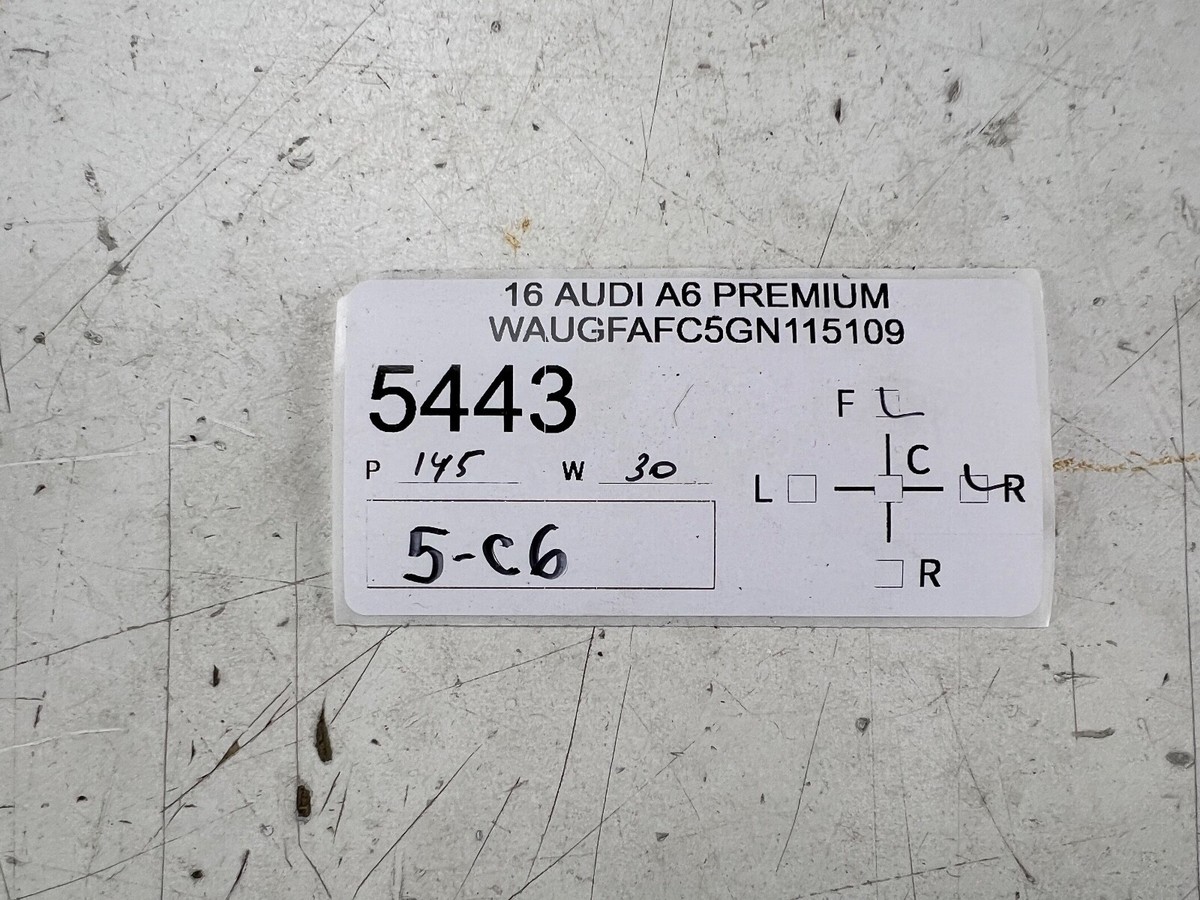 16 AUDI A6 PREMIUM
WAUGFAFC5GN115109
5443
F
P 145 W 30
C
L R
5-C6
R